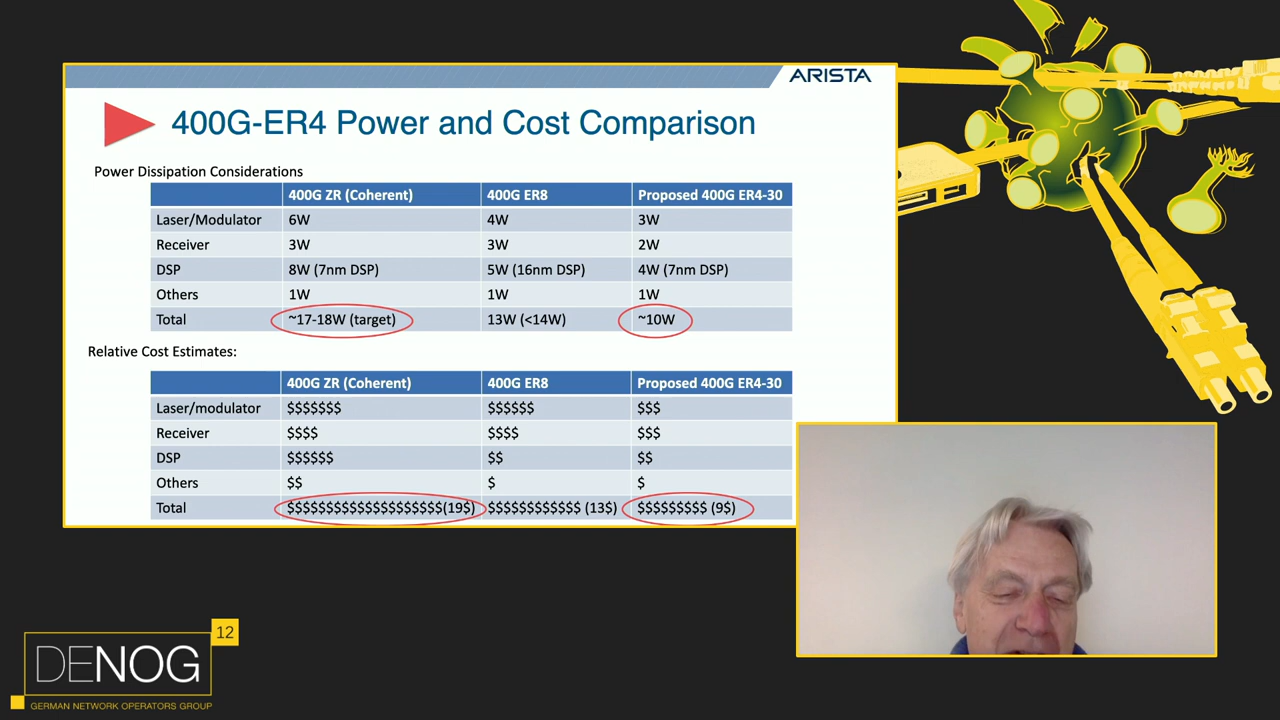 ARISTA
400G-ER4 Power and Cost Comparison
Power Dissipation Considerations
400G ZR (Coherent) 400G ER8 Proposed 400G ER4-30
Laser/Modulator 6W 4W 3W
Receiver 3W 3W 2W
DSP 8W (7nm DSP) 5W (16nm DSP) 4W (7nm DSP)
Others 1W 1W 1W
Total ~17-18W (target) 13W (<14W) ~10W
Relative Cost Estimates:
400G ZR (Coherent) 400G ER8 Proposed 400G ER4-30
Laser/modulator $$$$$$$ $$$$$$ $$$
Receiver $$$$ $$$$ $$$
DSP $$$$$$ $$ $$
Others $$ $ $
Total $$$$$$$$$$$$$$$$$$$$(19$) $$$$$$$$$$$$ (13$) $$$$$$$$$ (9$)
12
DENOG
GERMAN NETWORK OPERATORS GROUP